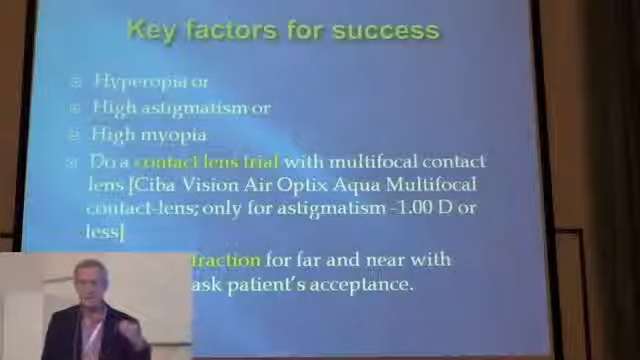 Key factors for success
Hyperopia or
High astigmatism or
High myopia
Do a contact lens trial with multifocal contact
lens [Ciba Vision Air Optix Aqua Multifocal
contact-lens; only for astigmatism -1.00 D or
less]
fraction for far and near with
ask patient's acceptance.